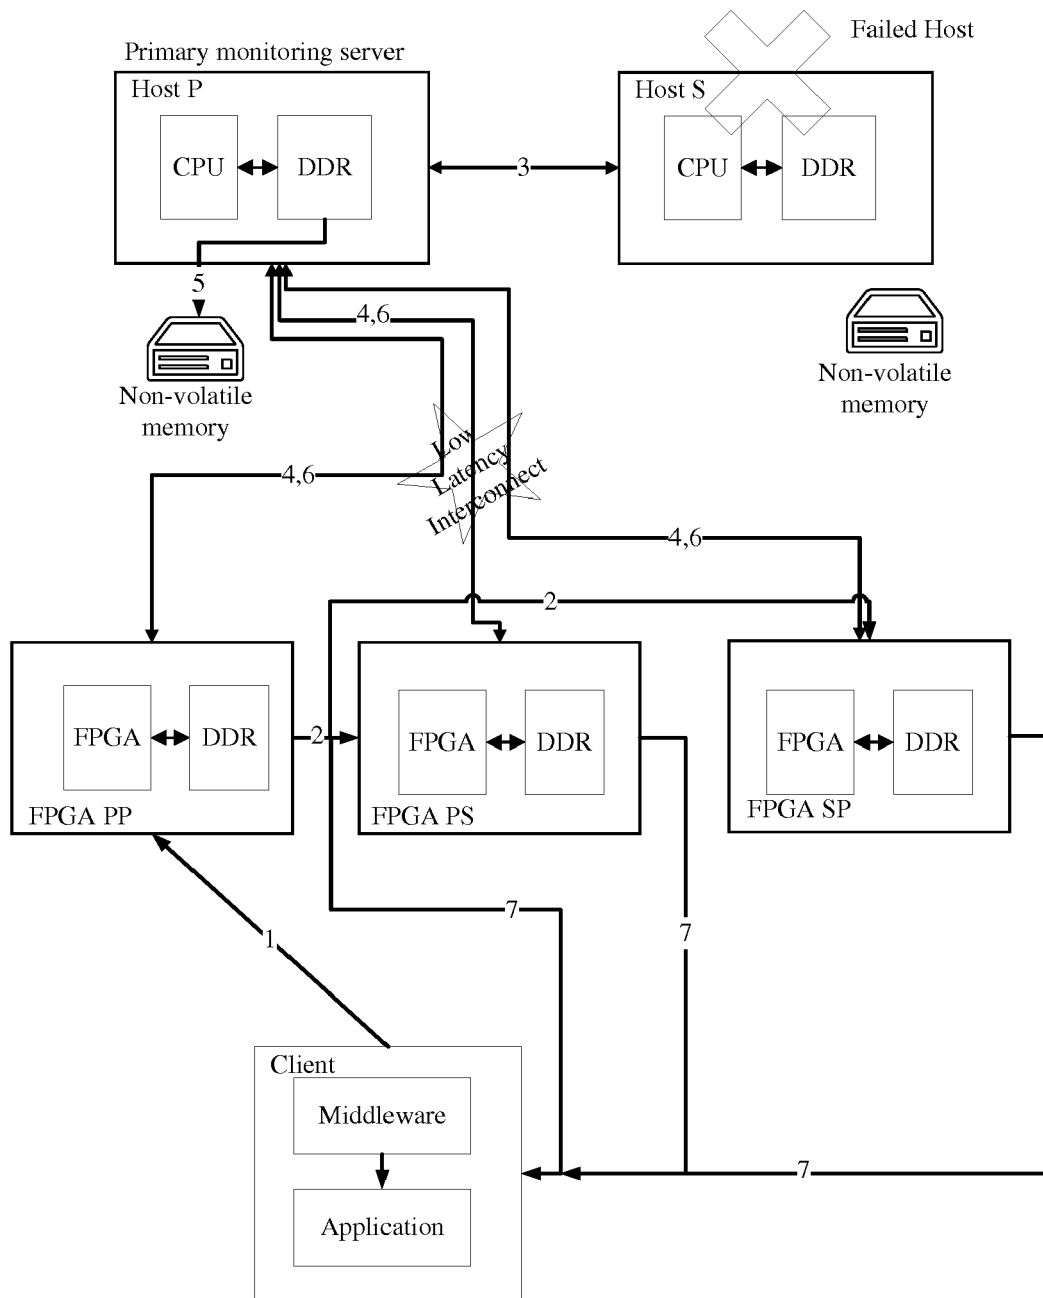 Failed Host
Primary monitoring server
Host P
Host S
CPU
DDR
3
CPU
DDR
5
4,6
Non-volatile
memory
Non-volatile
memory
Low
Latency
Interconnect
4,6
4,6
2
FPGA
DDR
2
FPGA
DDR
FPGA
DDR
FPGA PP
FPGA PS
FPGA SP
7
7
1
Client
Middleware
7
Application